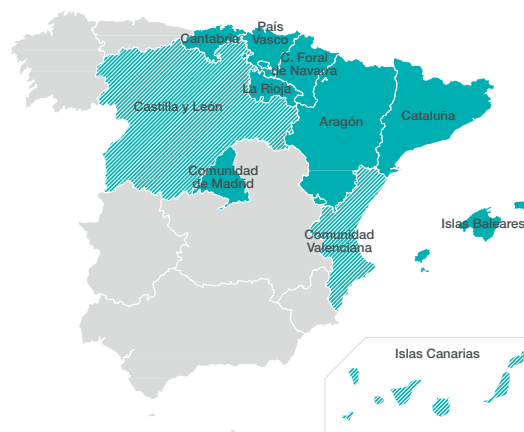 País
Vasco
Cantabria
C. Foral
de Navarra
La Rioja
Castilla y León
Aragón
Cataluña
Comunidad
de Madrid
Islas Baleares
Comunidad
Valenciana
Islas Canarias